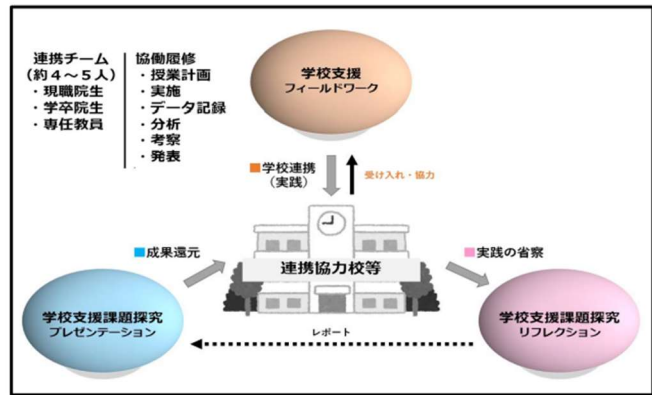 連携チーム
(約4～5人)
・現職院生
・学卒院生
・専任教員
協働履修
・授業計画
・実施
・データ記録
・分析
・考察
・発表
学校支援
フィールドワーク
■学校連携
(実践)
受け入れ・協力
■成果還元
連携協力校等
■実践の省察
学校支援課題探究
プレゼンテーション
レポート
学校支援課題探究
リフレクション